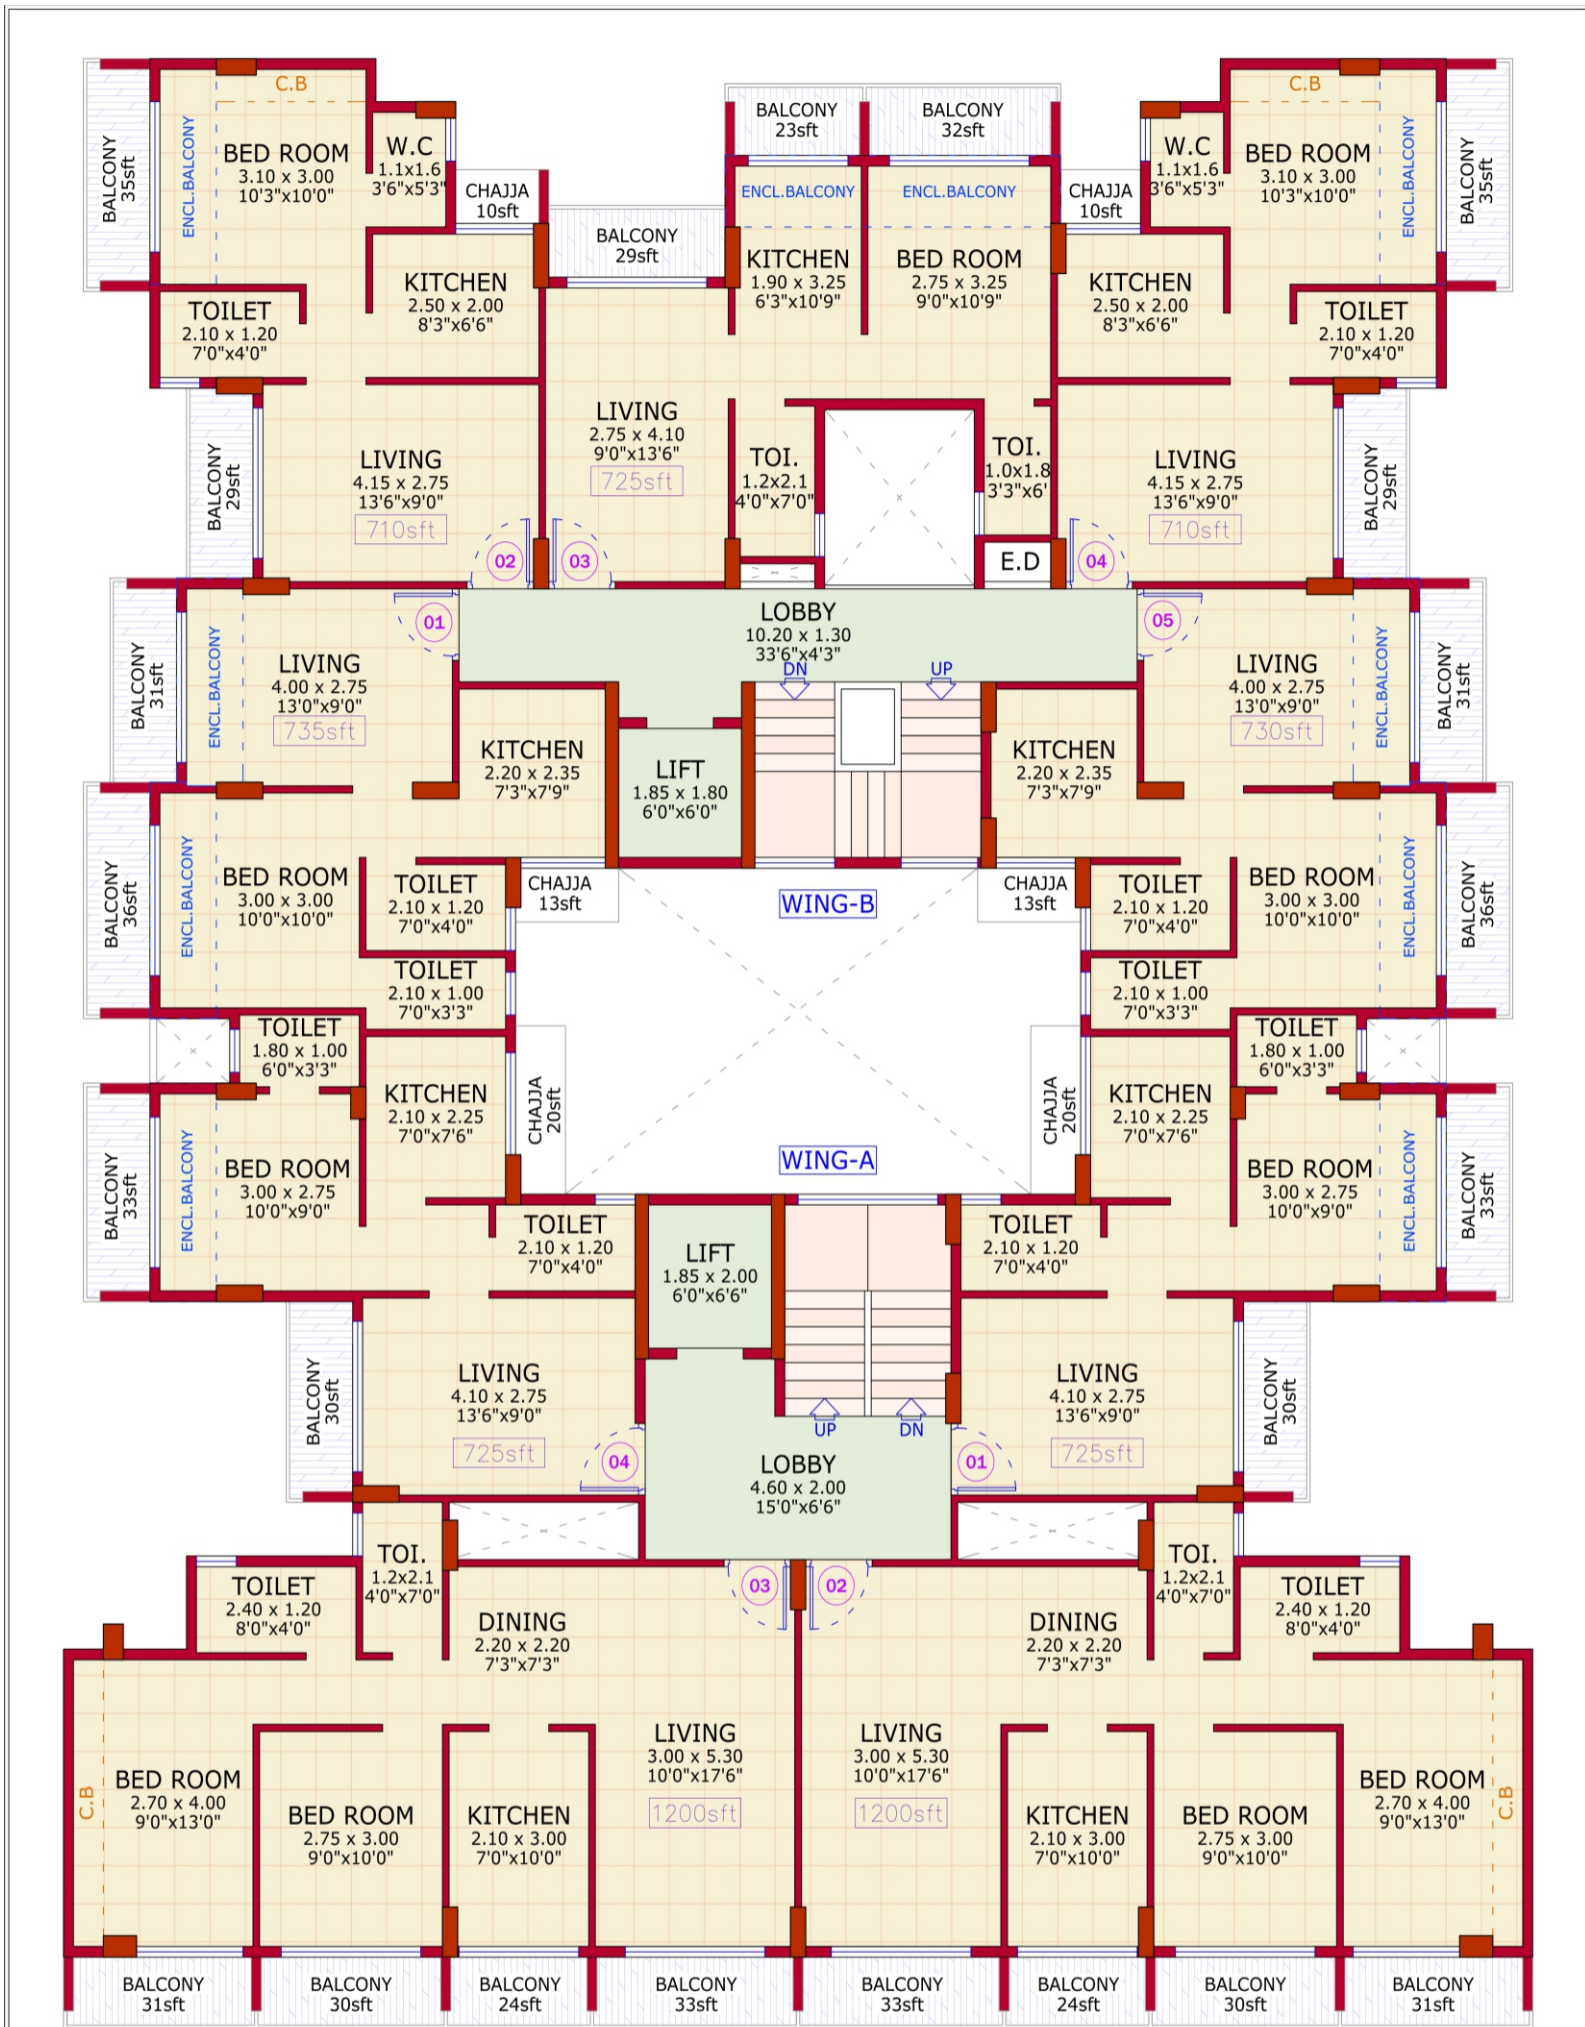 C.B
BED ROOM
3.10 x 3.00
10'3"x10'0"
ENCL.BALCONY
BALCONY
35sft
W.C
1.1x1.6
3'6"x5'3"
CHAJJA
10sft
BALCONY
29sft
BALCONY
23sft
BALCONY
32sft
ENCL.BALCONY
ENCL.BALCONY
CHAJJA
10sft
W.C
1.1x1.6
3'6"x5'3"
C.B
BED ROOM
3.10 x 3.00
10'3"x10'0"
ENCL.BALCONY
BALCONY
35sft
TOILET
2.10 x 1.20
7'0"x4'0"
KITCHEN
2.50 x 2.00
8'3"x6'6"
KITCHEN
1.90 x 3.25
6'3"x10'9"
BED ROOM
2.75 x 3.25
9'0"x10'9"
KITCHEN
2.50 x 2.00
8'3"x6'6"
TOILET
2.10 x 1.20
7'0"x4'0"
BALCONY
29sft
LIVING
4.15 x 2.75
13'6"x9'0"
710sft
02
LIVING
2.75 x 4.10
9'0"x13'6"
725sft
03
TOI.
1.2x2.1
4'0"x7'0"
TOI.
1.0x1.8
3'3"x6'
E.D
LIVING
4.15 x 2.75
13'6"x9'0"
710sft
04
BALCONY
29sft
BALCONY
31sft
ENCL.BALCONY
LIVING
4.00 x 2.75
13'0"x9'0"
735sft
01
LOBBY
10.20 x 1.30
33'6"x4'3"
DN
UP
05
LIVING
4.00 x 2.75
13'0"x9'0"
730sft
ENCL.BALCONY
BALCONY
31sft
KITCHEN
2.20 x 2.35
7'3"x7'9"
LIFT
1.85 x 1.80
6'0"x6'0"
KITCHEN
2.20 x 2.35
7'3"x7'9"
BALCONY
36sft
ENCL.BALCONY
BED ROOM
3.00 x 3.00
10'0"x10'0"
TOILET
2.10 x 1.20
7'0"x4'0"
CHAJJA
13sft
WING-B
CHAJJA
13sft
TOILET
2.10 x 1.20
7'0"x4'0"
BED ROOM
3.00 x 3.00
10'0"x10'0"
ENCL.BALCONY
BALCONY
36sft
TOILET
2.10 x 1.00
7'0"x3'3"
TOILET
2.10 x 1.00
7'0"x3'3"
TOILET
1.80 x 1.00
6'0"x3'3"
TOILET
1.80 x 1.00
6'0"x3'3"
KITCHEN
2.10 x 2.25
7'0"x7'6"
CHAJJA
20sft
CHAJJA
20sft
KITCHEN
2.10 x 2.25
7'0"x7'6"
BALCONY
33sft
ENCL.BALCONY
BED ROOM
3.00 x 2.75
10'0"x9'0"
WING-A
BED ROOM
3.00 x 2.75
10'0"x9'0"
ENCL.BALCONY
BALCONY
33sft
TOILET
2.10 x 1.20
7'0"x4'0"
LIFT
1.85 x 2.00
6'0"x6'6"
TOILET
2.10 x 1.20
7'0"x4'0"
BALCONY
30sft
LIVING
4.10 x 2.75
13'6"x9'0"
725sft
04
UP
DN
LOBBY
4.60 x 2.00
15'0"x6'6"
01
LIVING
4.10 x 2.75
13'6"x9'0"
725sft
BALCONY
30sft
TOI.
1.2x2.1
4'0"x7'0"
TOILET
2.40 x 1.20
8'0"x4'0"
DINING
2.20 x 2.20
7'3"x7'3"
03
02
DINING
2.20 x 2.20
7'3"x7'3"
TOI.
1.2x2.1
4'0"x7'0"
TOILET
2.40 x 1.20
8'0"x4'0"
C.B
BED ROOM
2.70 x 4.00
9'0"x13'0"
BED ROOM
2.75 x 3.00
9'0"x10'0"
KITCHEN
2.10 x 3.00
7'0"x10'0"
LIVING
3.00 x 5.30
10'0"x17'6"
1200sft
LIVING
3.00 x 5.30
10'0"x17'6"
1200sft
KITCHEN
2.10 x 3.00
7'0"x10'0"
BED ROOM
2.75 x 3.00
9'0"x10'0"
BED ROOM
2.70 x 4.00
9'0"x13'0"
C.B
BALCONY
31sft
BALCONY
30sft
BALCONY
24sft
BALCONY
33sft
BALCONY
33sft
BALCONY
24sft
BALCONY
30sft
BALCONY
31sft